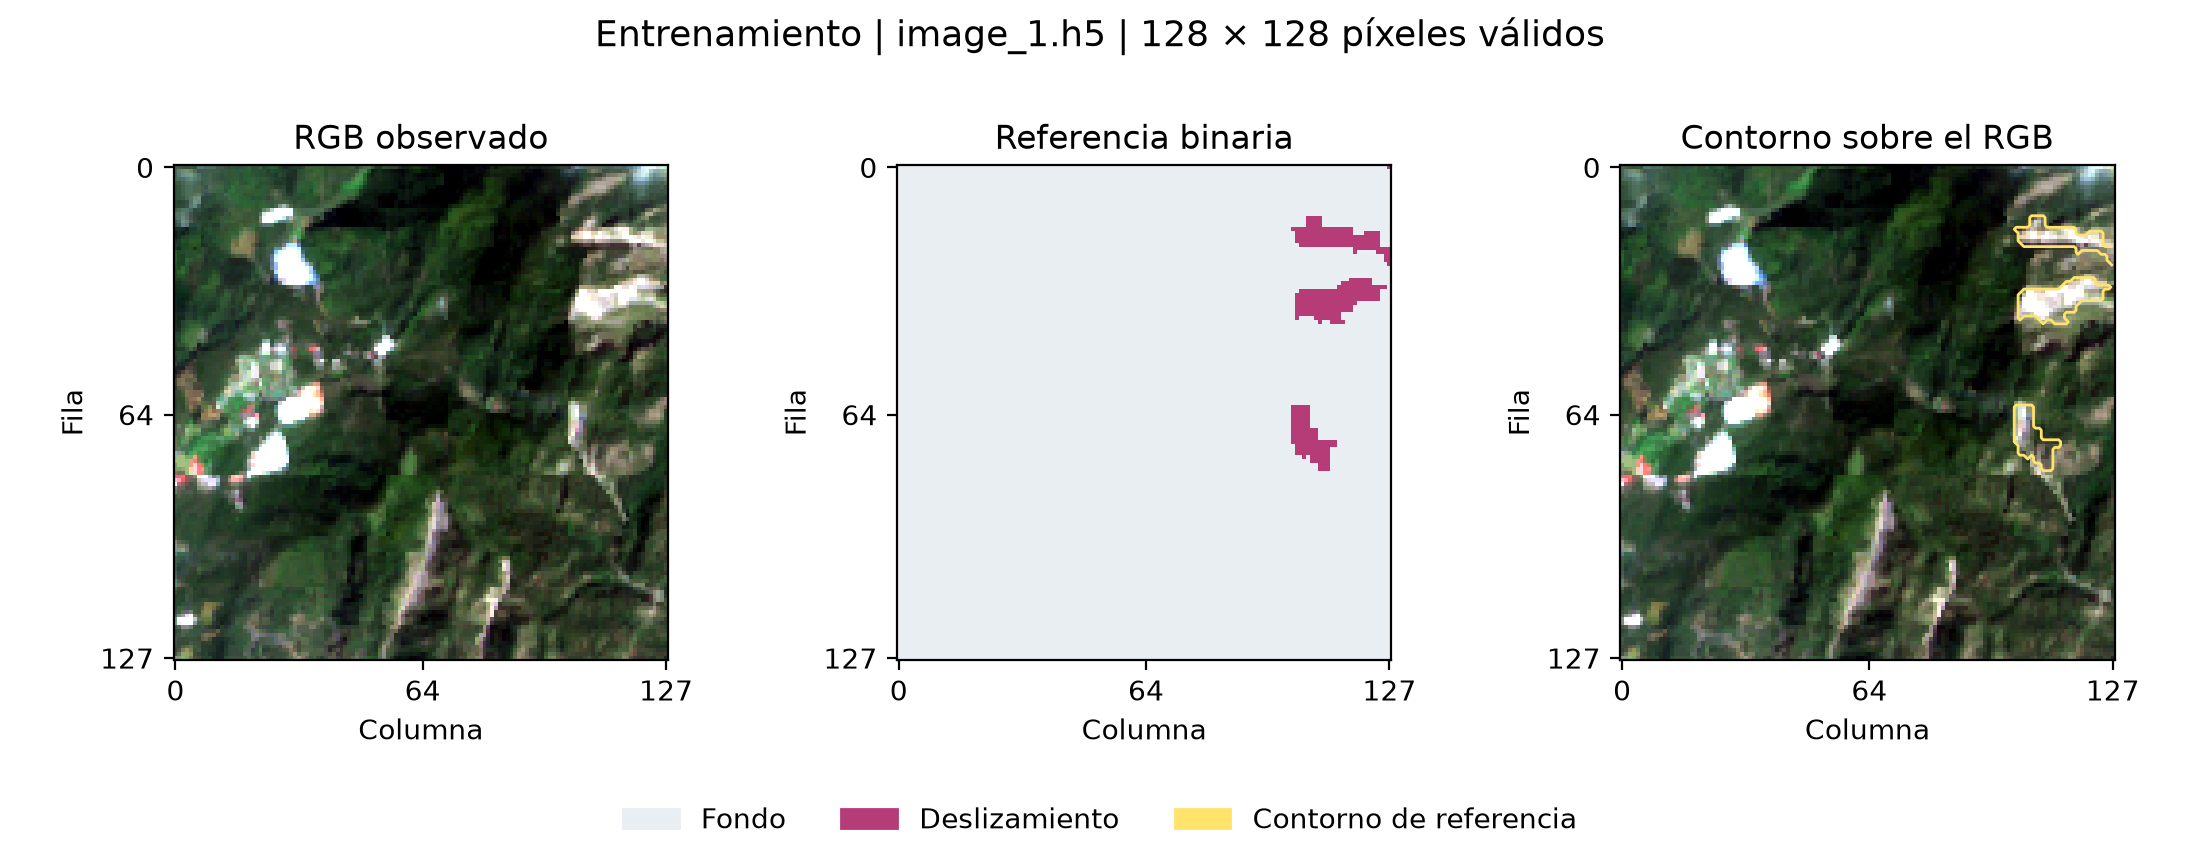 Entrenamiento | image_1.h5 | 128 × 128 píxeles válidos
RGB observado
0
64
127
Fila
0
64
127
Columna
Referencia binaria
0
64
127
Fila
0
64
127
Columna
Contorno sobre el RGB
0
64
127
Fila
0
64
127
Columna
Fondo
Deslizamiento
Contorno de referencia